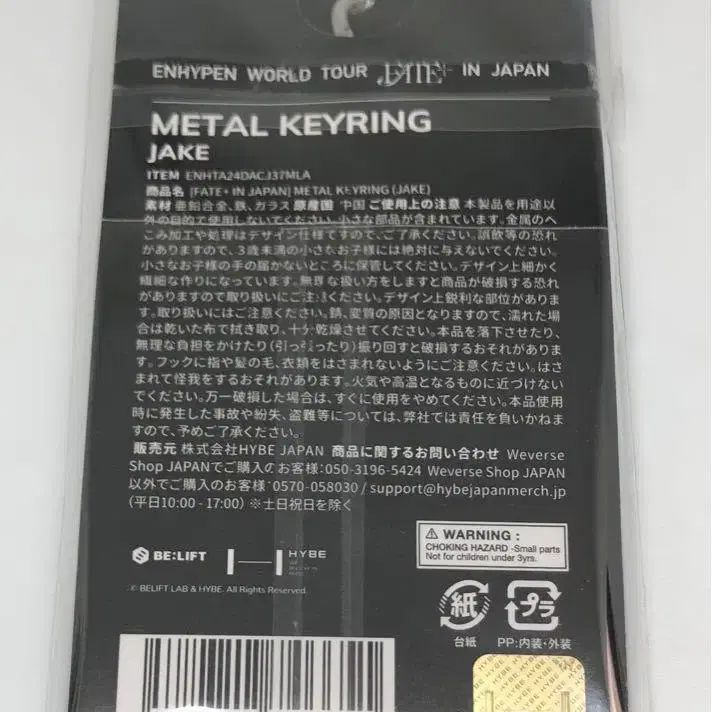 ENHYPEN WORLD TOUR FATE+ IN JAPAN
METAL KEYRING
JAKE
ITEM ENHTA24DACJ37MLA
商品名 [FATE+ IN JAPAN] METAL KEYRING (JAKE)
素材 亜鉛合金、鉄、ガラス 原産国 中国 ご使用上の注意 本製品を用途以
外の目的で使用しないでください。小さな部品が含まれています。金属のへ
こみ加工や処理はデザイン仕様ですので、ご了承ください。誤飲等の恐れ
がありますので、3歳未満の小さなお子様には絶対に与えないでください。
小さなお子様の手の届かないところに保管してください。デザイン上細かく
繊細な作りになっています。無理な扱い方をしますと商品が破損する恐れ
がありますので取り扱いにご注意ください。デザイン上鋭利な部位がありま
す。取り扱いにはご注意ください。錆、変質の原因となりますので、濡れた場
合は乾いた布で拭き取り、十分乾燥させてください。本品を落下させたり、
無理な負担をかけたり(引っ張ったり)振り回すと破損するおそれがありま
す。フックに指や髪の毛、衣類をはさまれないようにご注意ください。はさ
まれて怪我をするおそれがあります。火気や高温となるものに近づけない
でください。万一破損した場合は、すぐに使用をやめてください。本品使用
時に発生した事故や紛失、盗難等については、弊社では責任を負いかねま
すので、予めご了承ください。
販売元 株式会社HYBE JAPAN 商品に関するお問い合わせ Weverse
Shop JAPANでご購入のお客様:050-3196-5424 Weverse Shop JAPAN
以外でご購入のお客様:0570-058030 / support@hybejapanmerch.jp
(平日10:00 - 17:00) ※土日祝日を除く
WARNING :
CHOKING HAZARD -Small parts
Not for children under 3yrs.
BE:LIFT HYBE
© BELIFT LAB & HYBE. All Rights Reserved.
紙 プラ
台紙 PP:内装・外装
HYBE HYBE HYBE